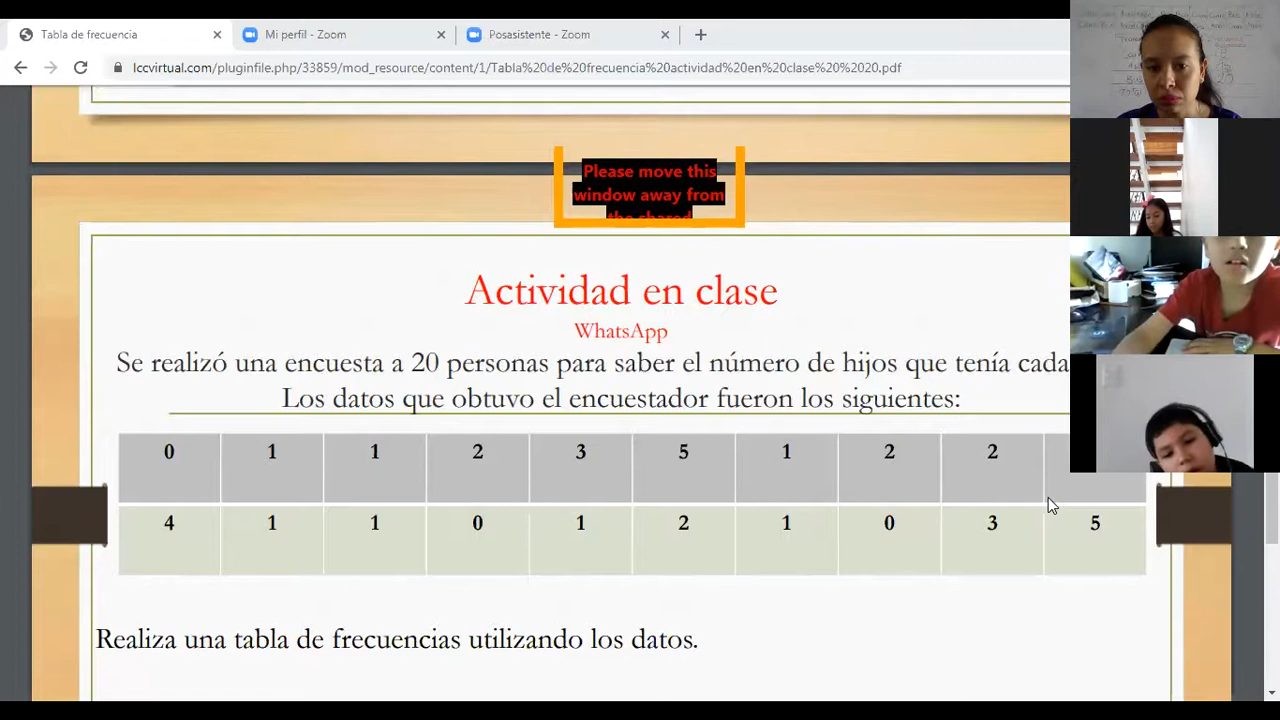 Tabla de frecuencia
Mi perfil - Zoom
Posasistente - Zoom
lccvirtual.com/pluginfile.php/33859/mod_resource/content/1/Tabla%20de%20frecuencia%20actividad%20en%20clase%20%2020.pdf
Please move this
window away from
the shared
Actividad en clase
WhatsApp
Se realizó una encuesta a 20 personas para saber el número de hijos que tenía cada
Los datos que obtuvo el encuestador fueron los siguientes:
0 1 1 2 3 5 1 2 2
4 1 1 0 1 2 1 0 3 5
Realiza una tabla de frecuencias utilizando los datos.